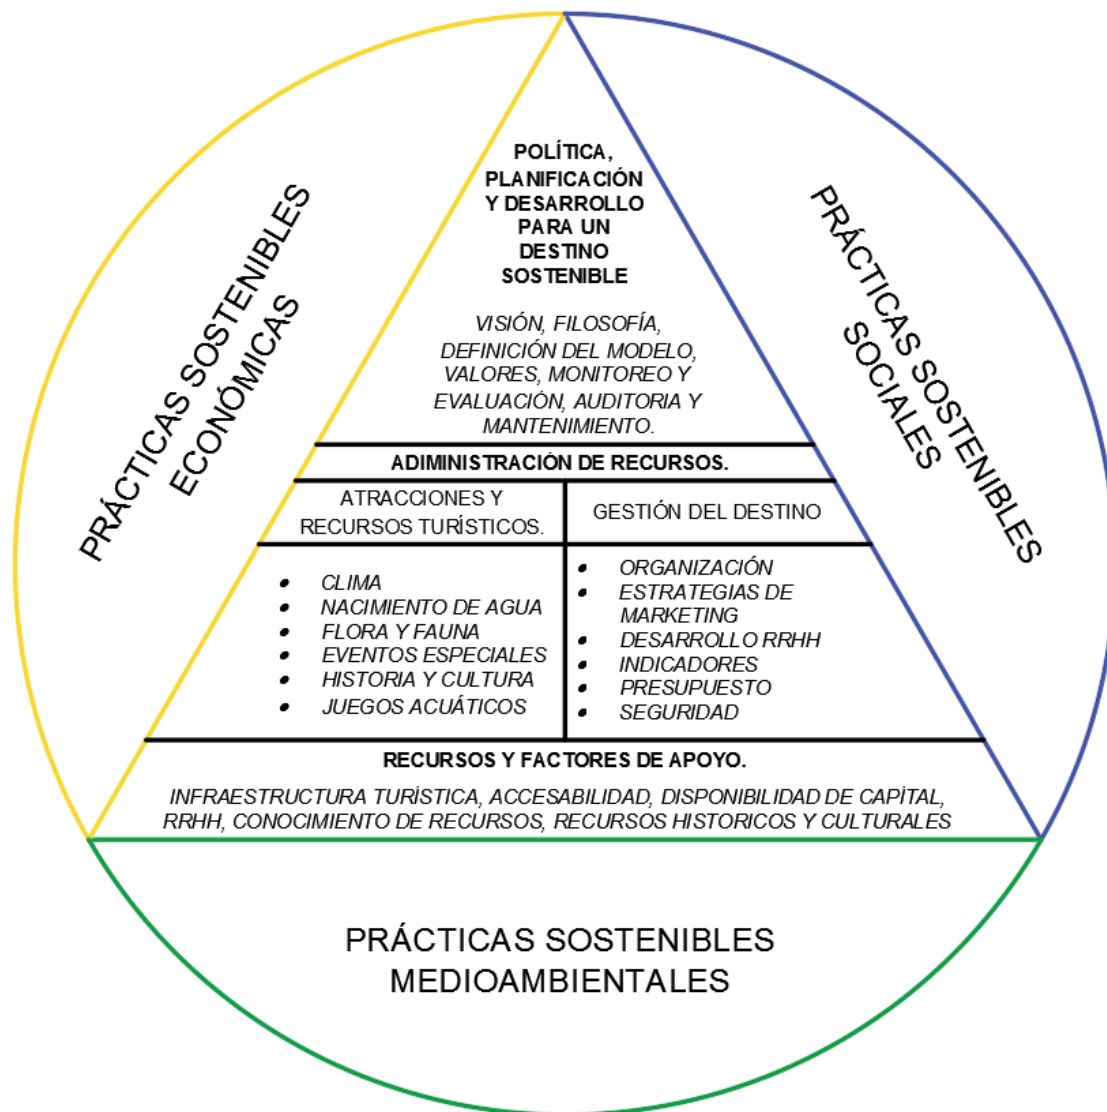 PRÁCTICAS SOSTENIBLES
ECONÓMICAS
PRÁCTICAS SOSTENIBLES
SOCIALES
POLÍTICA,
PLANIFICACIÓN
Y DESARROLLO
PARA UN
DESTINO
SOSTENIBLE
VISIÓN, FILOSOFÍA,
DEFINICIÓN DEL MODELO,
VALORES, MONITOREO Y
EVALUACIÓN, AUDITORIA Y
MANTENIMIENTO.
ADIMINISTRACIÓN DE RECURSOS.
ATRACCIONES Y
RECURSOS TURÍSTICOS.
• CLIMA
• NACIMIENTO DE AGUA
• FLORA Y FAUNA
• EVENTOS ESPECIALES
• HISTORIA Y CULTURA
• JUEGOS ACUÁTICOS
GESTIÓN DEL DESTINO
• ORGANIZACIÓN
• ESTRATEGIAS DE
MARKETING
• DESARROLLO RRHH
• INDICADORES
• PRESUPUESTO
• SEGURIDAD
RECURSOS Y FACTORES DE APOYO.
INFRAESTRUCTURA TURÍSTICA, ACCESABILIDAD, DISPONIBILIDAD DE CAPÍTAL,
RRHH, CONOCIMIENTO DE RECURSOS, RECURSOS HISTORICOS Y CULTURALES
PRÁCTICAS SOSTENIBLES
MEDIOAMBIENTALES